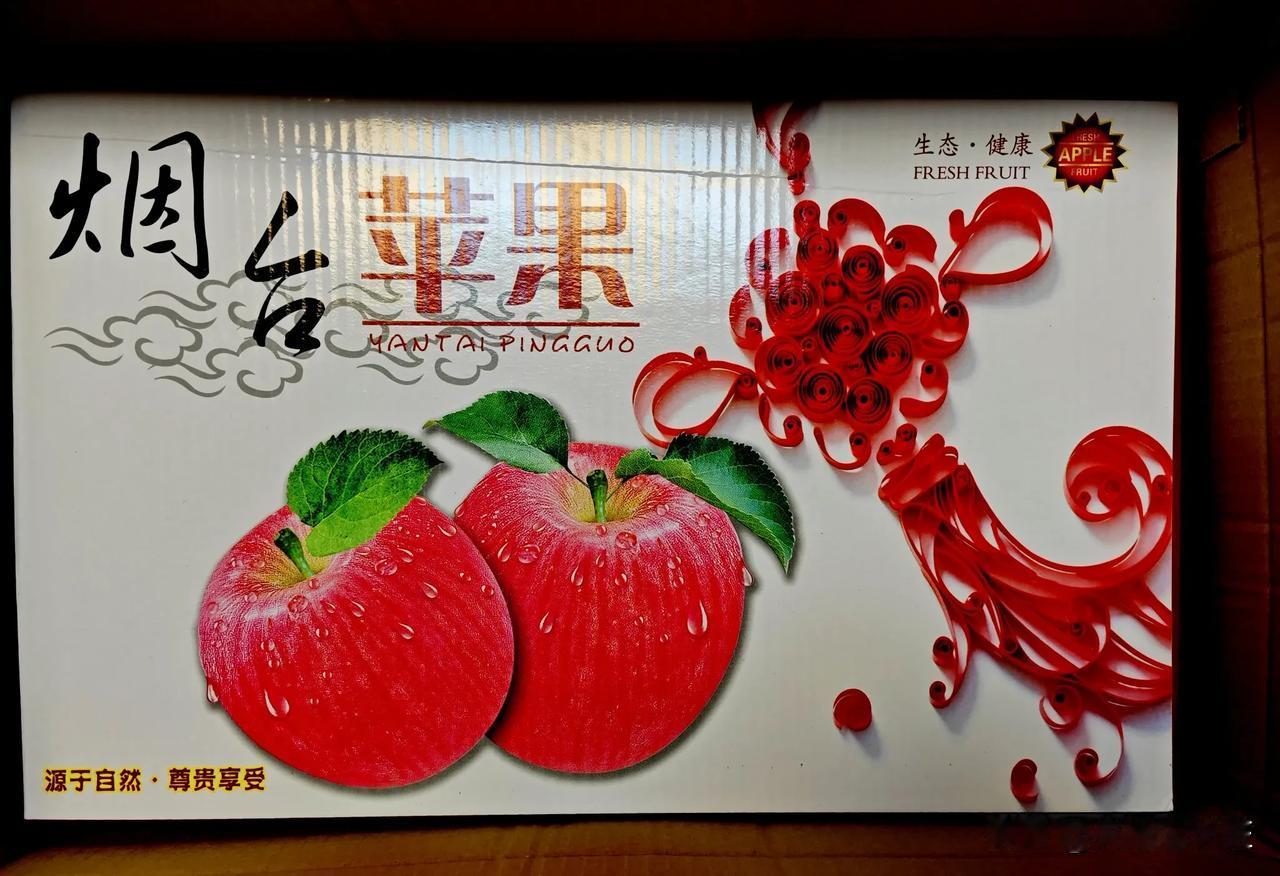 烟台苹果
YANTAI PINGGUO
生态·健康
FRESH FRUIT
FRESH
APPLE
FRUIT
源于自然·尊贵享受